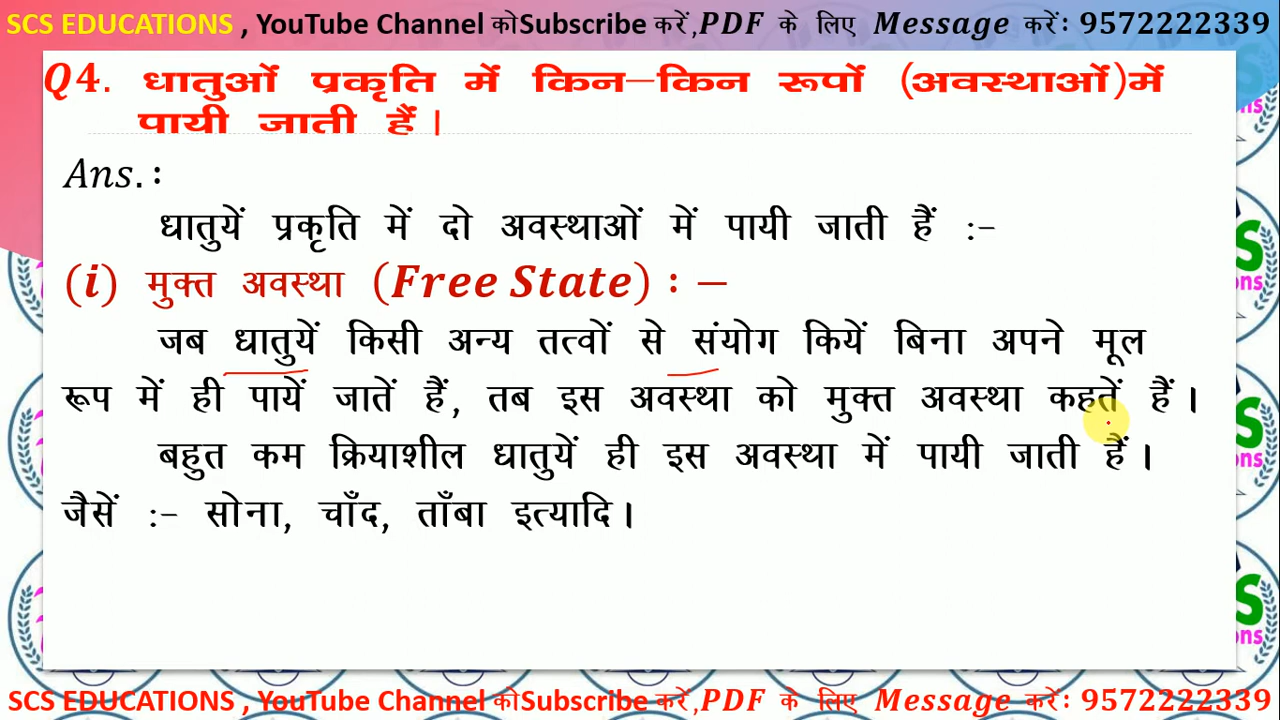 SCS EDUCATIONS , YouTube Channel कोSubscribe करें,PDF के लिए Message करें: 9572222339
Q4. धातुओं प्रकृति में किन-किन रूपों (अवस्थाओं)में
पायी जाती हैं।
Ans.:
धातुयें प्रकृति में दो अवस्थाओं में पायी जाती हैं :-
(i) मुक्त अवस्था (Free State) : —
जब धातुयें किसी अन्य तत्वों से संयोग कियें बिना अपने मूल
रूप में ही पायें जातें हैं, तब इस अवस्था को मुक्त अवस्था कहतें हैं।
बहुत कम क्रियाशील धातुयें ही इस अवस्था में पायी जाती हैं।
जैसें :- सोना, चाँद, ताँबा इत्यादि।
SCS EDUCATIONS , YouTube Channel कोSubscribe करें,PDF के लिए Message करें: 9572222339